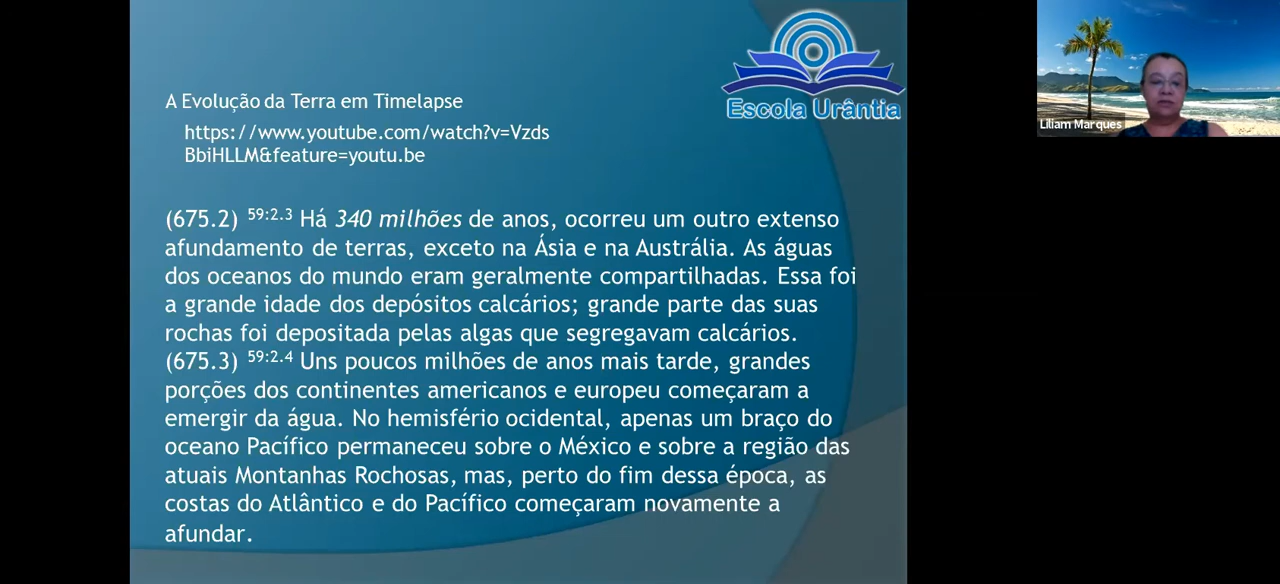 Escola Urântia
Liliam Marques
A Evolução da Terra em Timelapse
https://www.youtube.com/watch?v=Vzds
BbiHLLM&feature=youtu.be
(675.2) 59:2.3 Há 340 milhões de anos, ocorreu um outro extenso
afundamento de terras, exceto na Ásia e na Austrália. As águas
dos oceanos do mundo eram geralmente compartilhadas. Essa foi
a grande idade dos depósitos calcários; grande parte das suas
rochas foi depositada pelas algas que segregavam calcários.
(675.3) 59:2.4 Uns poucos milhões de anos mais tarde, grandes
porções dos continentes americanos e europeu começaram a
emergir da água. No hemisfério ocidental, apenas um braço do
oceano Pacífico permaneceu sobre o México e sobre a região das
atuais Montanhas Rochosas, mas, perto do fim dessa época, as
costas do Atlântico e do Pacífico começaram novamente a
afundar.